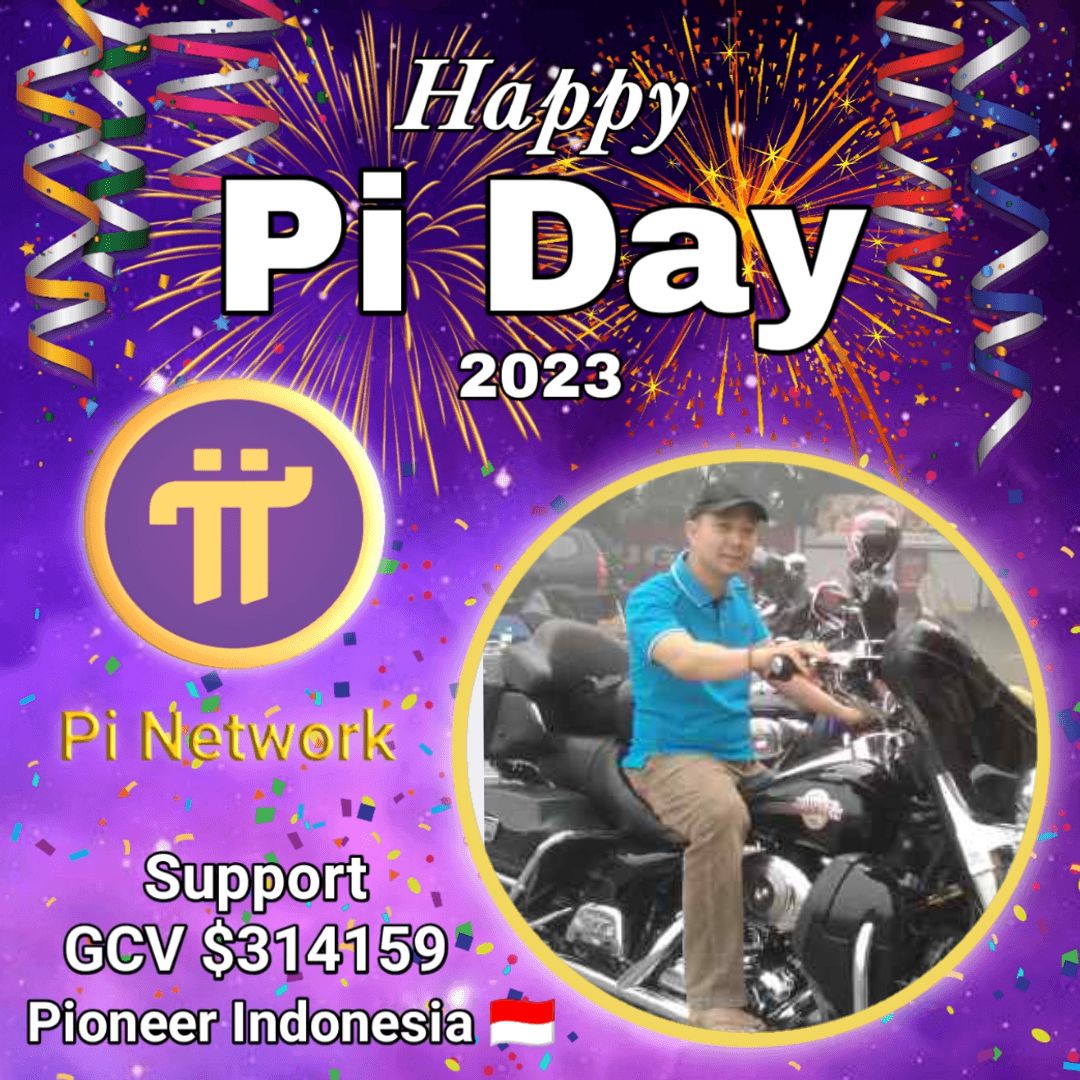 Happy
Pi Day
2023
Pi Network
Support
GCV $314159
Pioneer Indonesia 🇮🇩